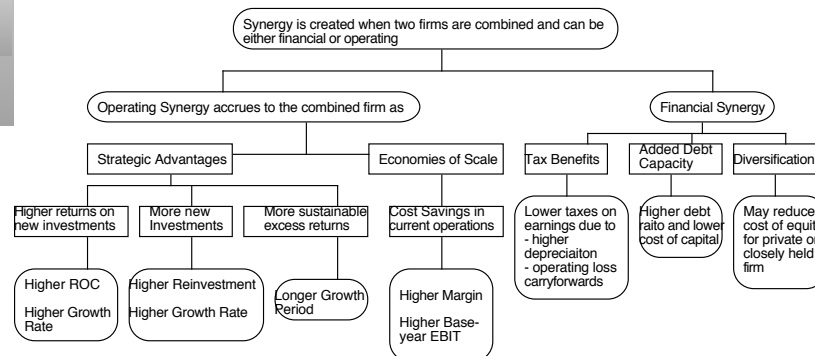 Synergy is created when two firms are combined and can be
either financial or operating
Operating Synergy accrues to the combined firm as
Financial Synergy
Strategic Advantages
Economies of Scale
Tax Benefits
Added Debt
Capacity
Diversification
Higher returns on
new investments
More new
Investments
More sustainable
excess returns
Cost Savings in
current operations
Lower taxes on
earnings due to
- higher
depreciaiton
- operating loss
carryforwards
Higher debt
raito and lower
cost of capital
May reduce
cost of equit
for private or
closely held
firm
Higher ROC
Higher Growth
Rate
Higher Reinvestment
Higher Growth Rate
Longer Growth
Period
Higher Margin
Higher Base-
year EBIT